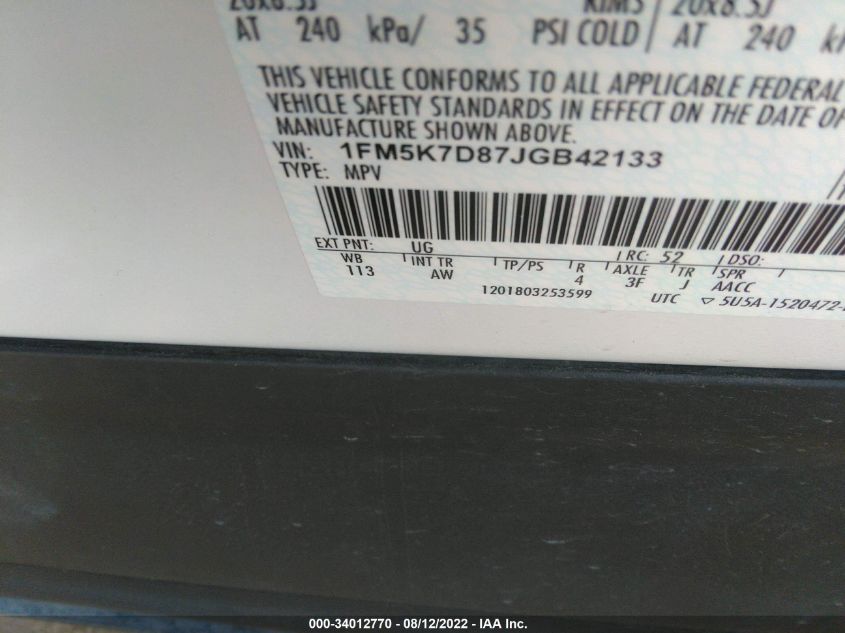 20x8.5J RIMS 20x8.5J
AT 240 kPa/ 35 PSI COLD AT 240
THIS VEHICLE CONFORMS TO ALL APPLICABLE FEDERAL
VEHICLE SAFETY STANDARDS IN EFFECT ON THE DATE OF
MANUFACTURE SHOWN ABOVE.
VIN: 1FM5K7D87JGB42133
TYPE: MPV
EXT PNT: UG RC: 52 DSO:
WB INT TR TP/PS R AXLE TR SPR
113 AW 4 3F J AACC
1201803253599 UTC ▽ 5U5A-1520472-
000-34012770 - 08/12/2022 - IAA Inc.